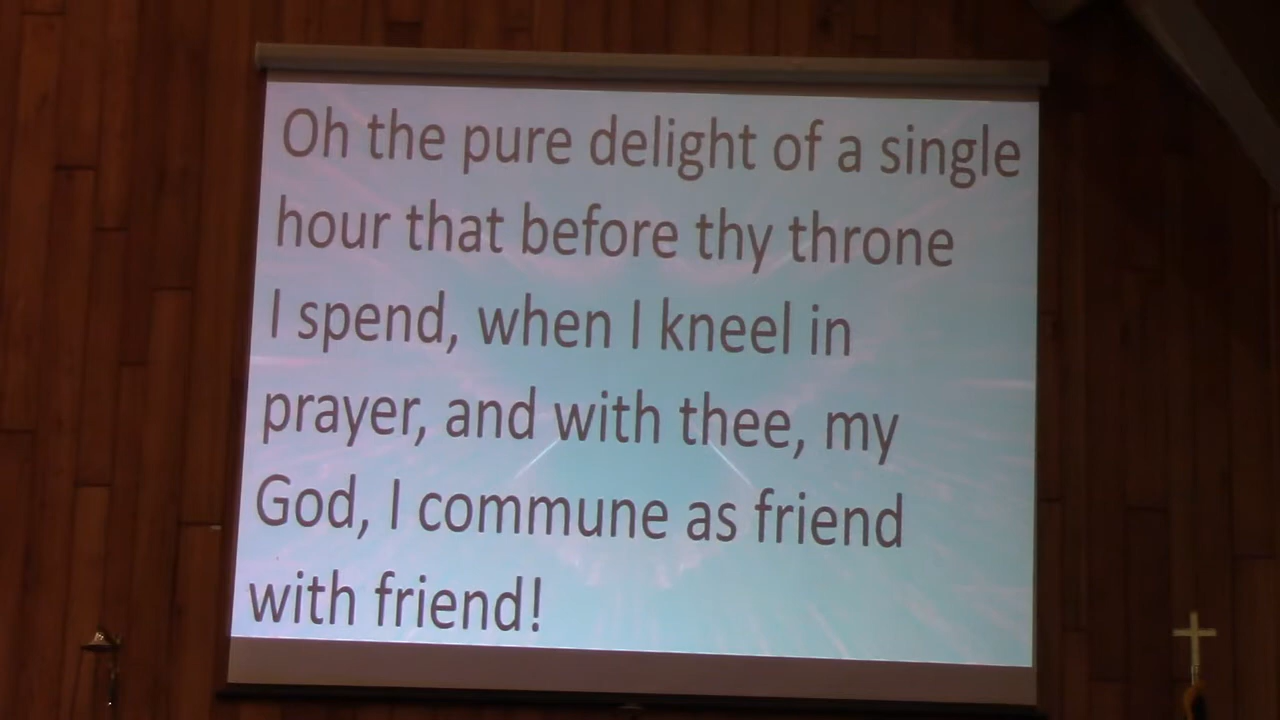 Oh the pure delight of a single
hour that before thy throne
I spend, when I kneel in
prayer, and with thee, my
God, I commune as friend
with friend!